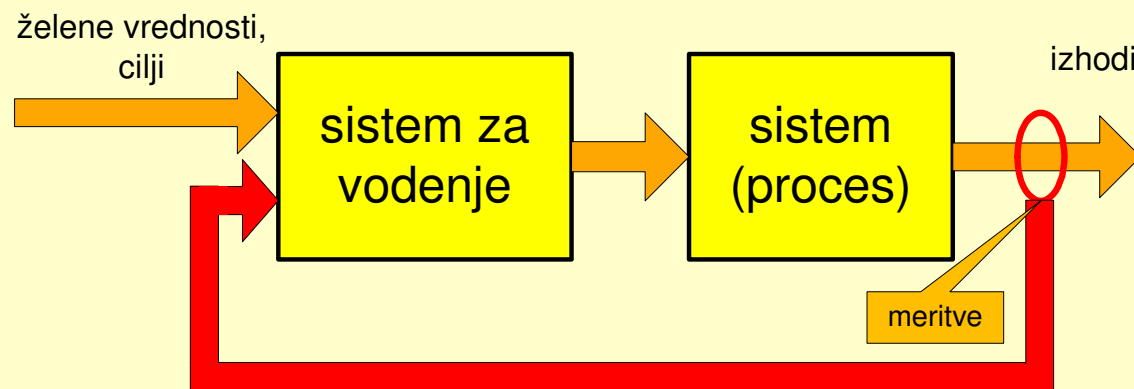 želene vrednosti,
cilji
sistem za
vodenje
sistem
(proces)
izhodi
meritve